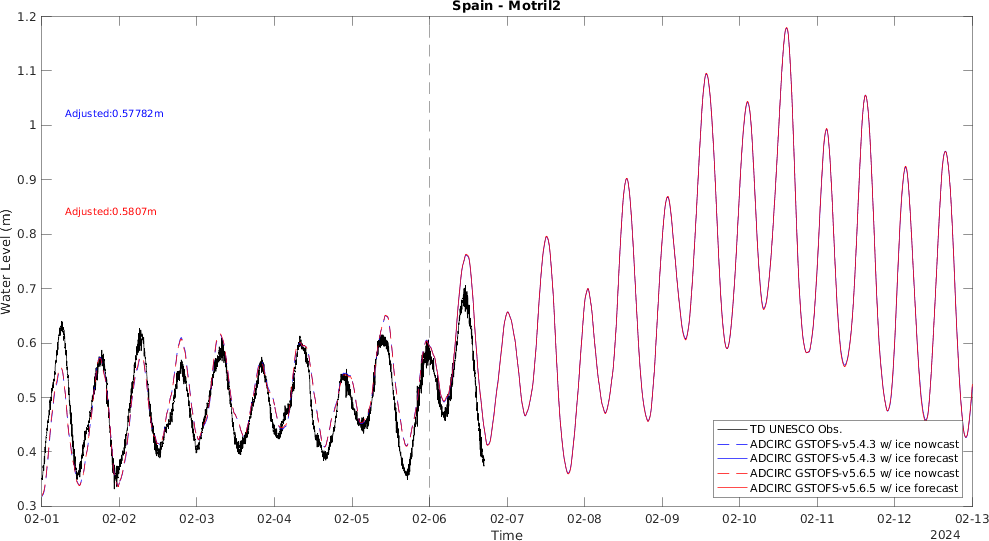 Spain - Motril2
1.2
1.1
1
0.9
0.8
0.7
0.6
0.5
0.4
0.3
Water Level (m)
Adjusted:0.57782m
Adjusted:0.5807m
TD UNESCO Obs.
ADCIRC GSTOFS-v5.4.3 w/ ice nowcast
ADCIRC GSTOFS-v5.4.3 w/ ice forecast
ADCIRC GSTOFS-v5.6.5 w/ ice nowcast
ADCIRC GSTOFS-v5.6.5 w/ ice forecast
02-01 02-02 02-03 02-04 02-05 02-06 02-07 02-08 02-09 02-10 02-11 02-12 02-13
Time
2024